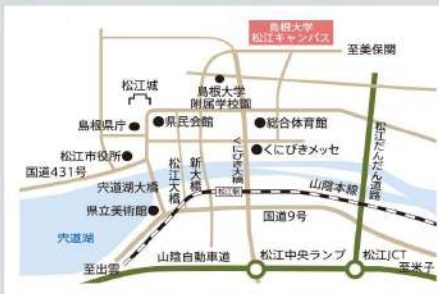 島根大学
松江キャンパス
至美保関
松江城
島根大学
附属学校園
島根県庁
県民会館
総合体育館
松江市役所
くにびきメッセ
国道431号
宍道湖大橋
松江大橋
新大橋
くにびき大橋
松江だんだん道路
松江駅
山陰本線
県立美術館
国道9号
宍道湖
山陰自動車道
松江中央ランプ
松江JCT
至出雲
至米子